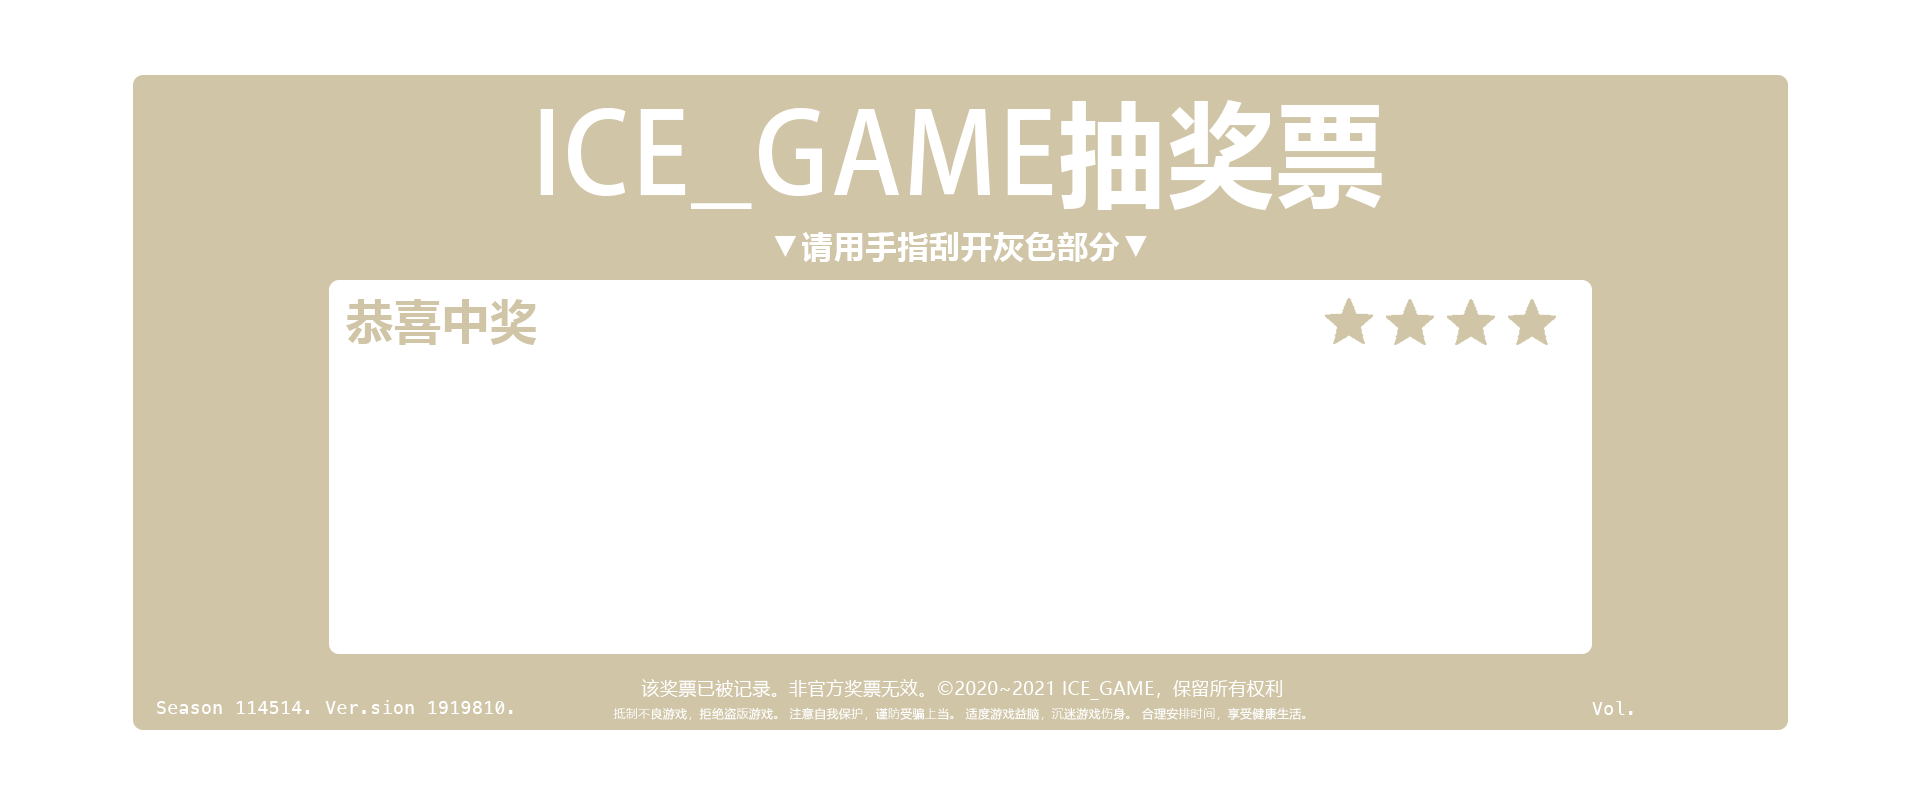 ICE_GAME抽奖票
▼请用手指刮开灰色部分▼
恭喜中奖 ★★★★
该奖票已被记录。非官方奖票无效。©2020~2021 ICE_GAME，保留所有权利
Season 114514. Ver.sion 1919810.
Vol.
抵制不良游戏，拒绝盗版游戏。 注意自我保护，谨防受骗上当。 适度游戏益脑，沉迷游戏伤身。 合理安排时间，享受健康生活。